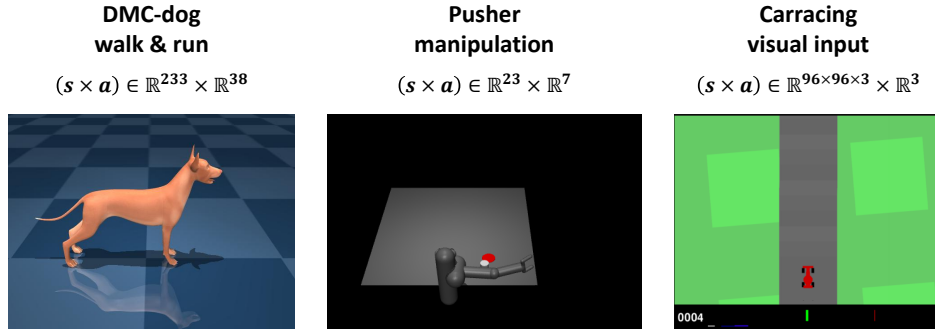 DMC-dog
walk & run
(s × a) ∈ ℝ²³³ × ℝ³⁸
Pusher
manipulation
(s × a) ∈ ℝ²³ × ℝ⁷
Carracing
visual input
(s × a) ∈ ℝ⁹⁶ˣ⁹⁶ˣ³ × ℝ³
0004